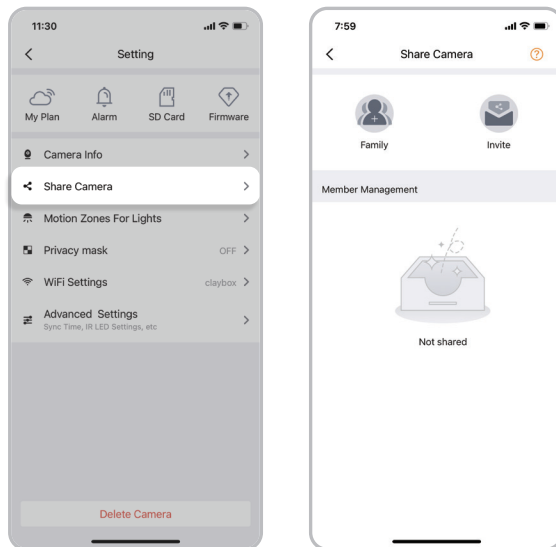 11:30
Setting
My Plan Alarm SD Card Firmware
Camera Info
Share Camera
Motion Zones For Lights
Privacy mask OFF
WiFi Settings claybox
Advanced Settings
Sync Time, IR LED Settings, etc
Delete Camera
7:59
Share Camera ?
Family Invite
Member Management
Not shared